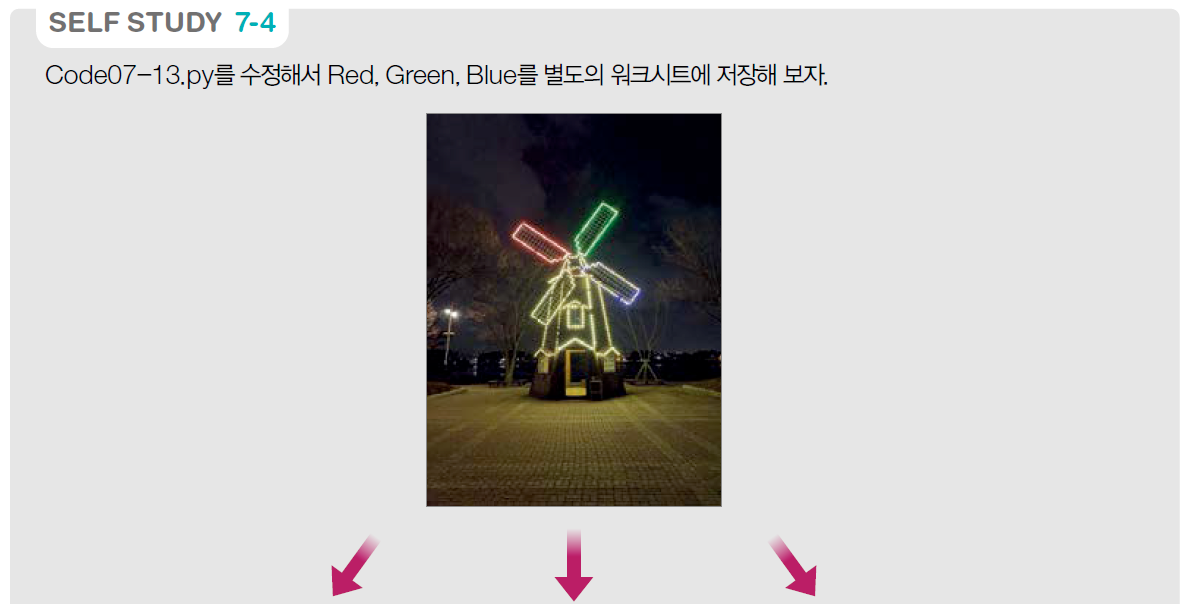 SELF STUDY 7-4
Code07-13.py를 수정해서 Red, Green, Blue를 별도의 워크시트에 저장해 보자.